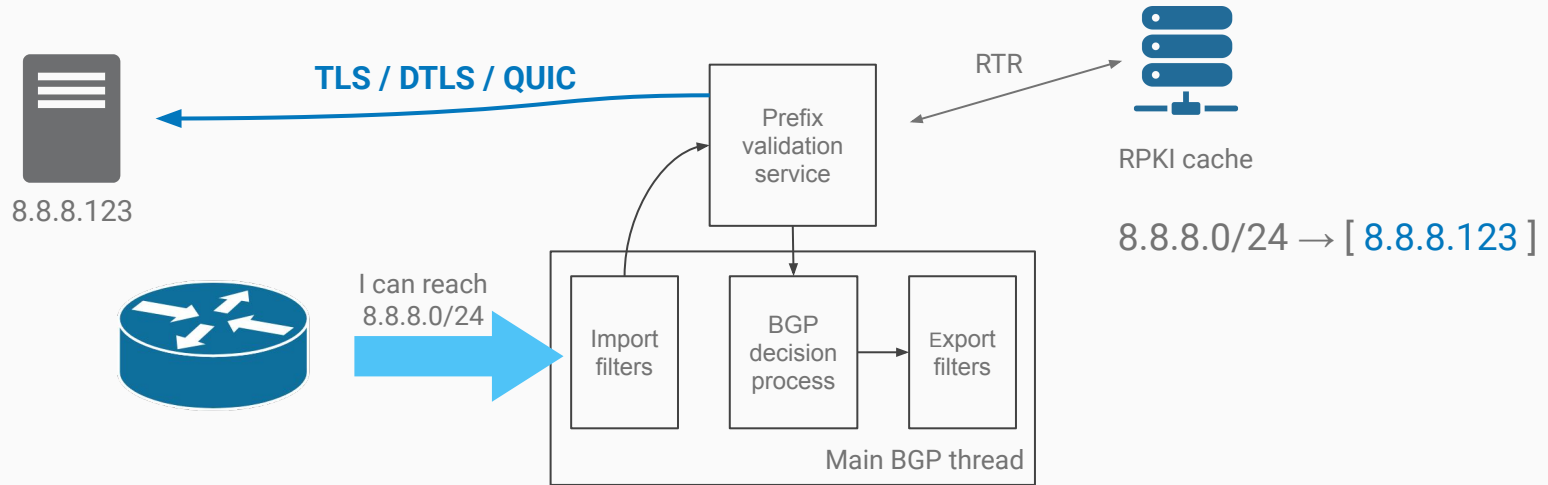 TLS / DTLS / QUIC
RTR
Prefix
validation
service
8.8.8.123
RPKI cache
8.8.8.0/24 → [ 8.8.8.123 ]
I can reach
8.8.8.0/24
Import
filters
BGP
decision
process
Export
filters
Main BGP thread